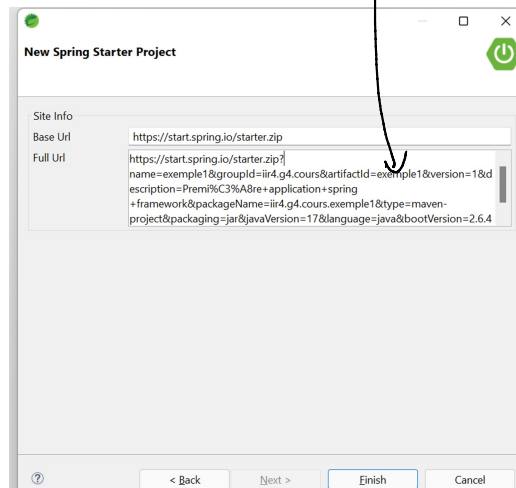 New Spring Starter Project
Site Info
Base Url https://start.spring.io/starter.zip
Full Url https://start.spring.io/starter.zip?
name=exemple1&groupId=iir4.g4.cours&artifactId=exemple1&version=1&d
escription=Premi%C3%A8re+application+spring
+framework&packageName=iir4.g4.cours.exemple1&type=maven-
project&packaging=jar&javaVersion=17&language=java&bootVersion=2.6.4
? < Back Next > Finish Cancel